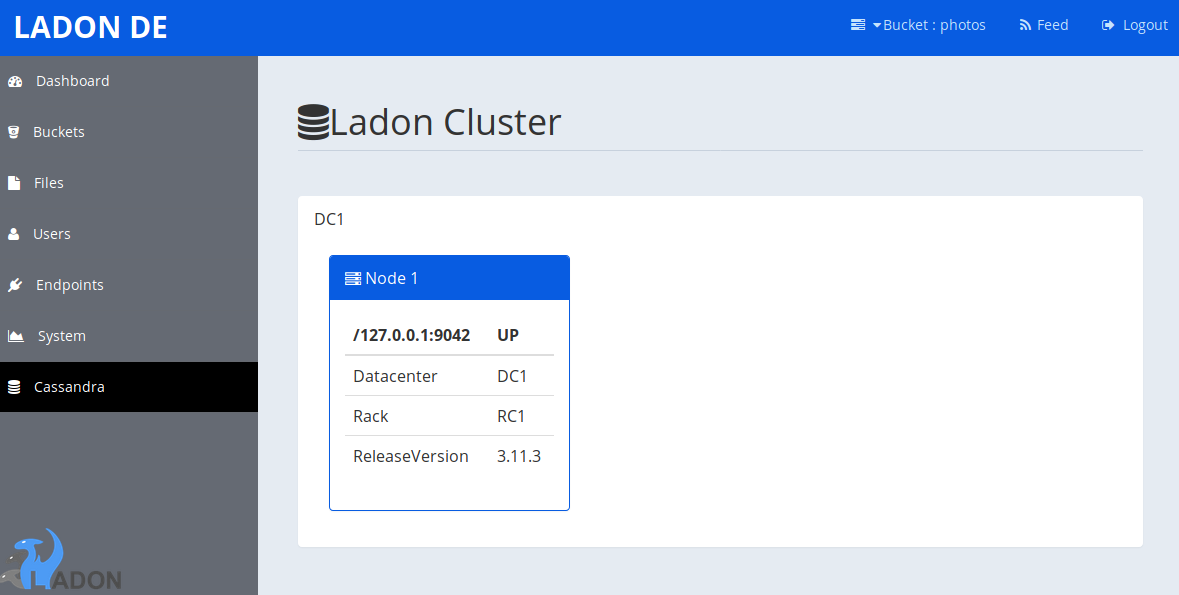 LADON DE
Bucket : photos
Feed
Logout
Dashboard
Buckets
Files
Users
Endpoints
System
Cassandra
LADON
Ladon Cluster
DC1
Node 1
/127.0.0.1:9042 UP
Datacenter DC1
Rack RC1
ReleaseVersion 3.11.3